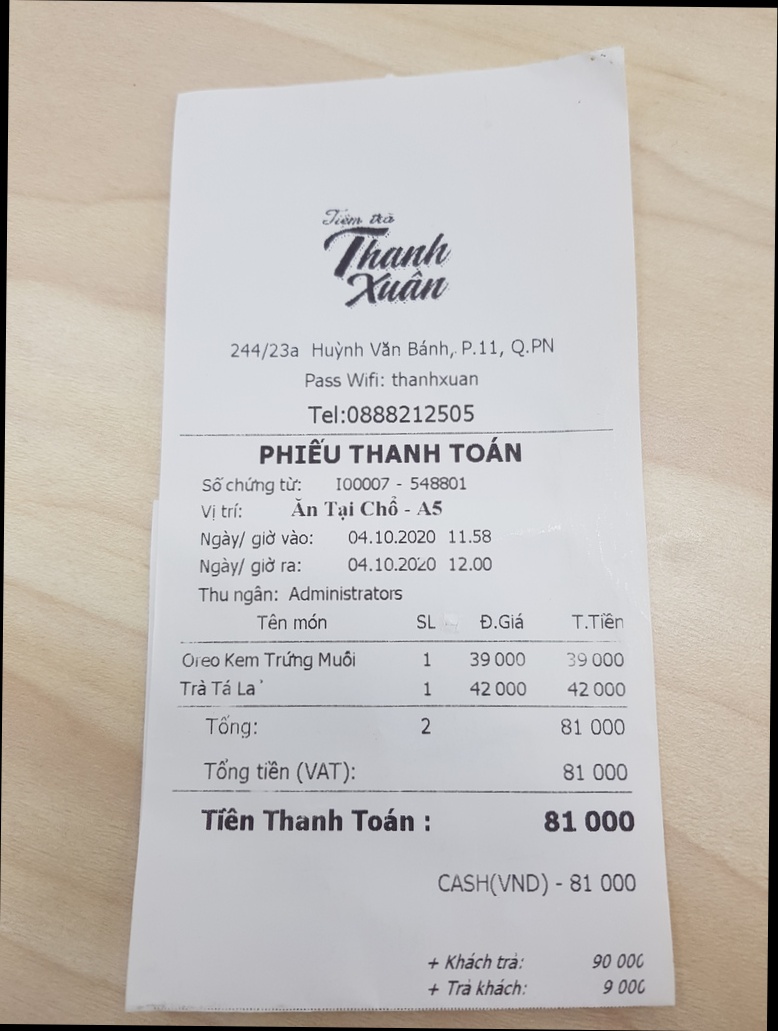 Tiệm trà
Thanh
Xuân
244/23a Huỳnh Văn Bánh, P.11, Q.PN
Pass Wifi: thanhxuan
Tel:0888212505
PHIẾU THANH TOÁN
Số chứng từ: I00007 - 548801
Vị trí: Ăn Tại Chổ - A5
Ngày/ giờ vào: 04.10.2020 11.58
Ngày/ giờ ra: 04.10.2020 12.00
Thu ngân: Administrators
Tên món SL Đ.Giá T.Tiền
Oreo Kem Trứng Muối 1 39 000 39 000
Trà Tá Lả 1 42 000 42 000
Tổng: 2 81 000
Tổng tiền (VAT): 81 000
Tiền Thanh Toán : 81 000
CASH(VND) - 81 000
+ Khách trả: 90 000
+ Trả khách: 9 000